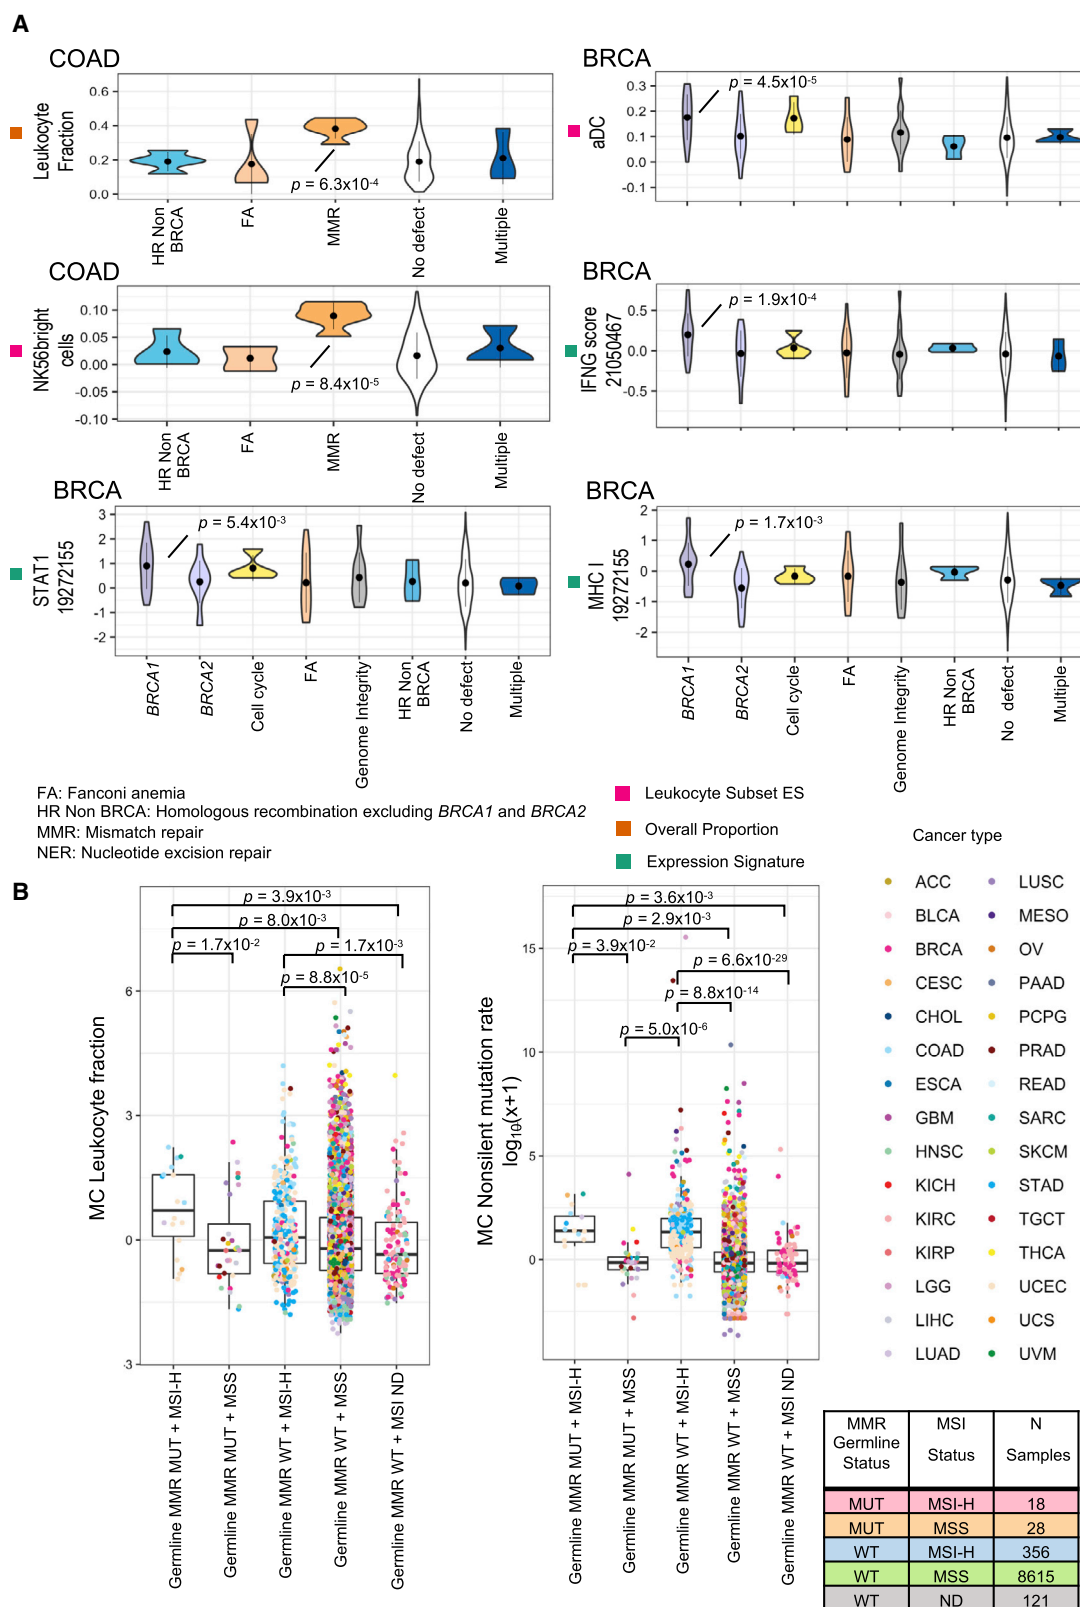 A
COAD
Leukocyte
Fraction
0.6
0.4
0.2
0.0
p = 6.3x10-4
HR Non
BRCA
FA
MMR
No defect
Multiple
BRCA
aDC
0.3
0.2
0.1
0.0
-0.1
p = 4.5x10-5
COAD
NK56bright
cells
0.10
0.05
0.00
-0.05
-0.10
p = 8.4x10-5
HR Non
BRCA
FA
MMR
No defect
Multiple
BRCA
IFNG score
21050467
0.5
0.0
-0.5
p = 1.9x10-4
BRCA
STAT1
19272155
3
2
1
0
-1
-2
p = 5.4x10-3
BRCA1
BRCA2
Cell cycle
FA
Genome Integrity
HR Non
BRCA
No defect
Multiple
BRCA
MHC I
19272155
2
1
0
-1
-2
p = 1.7x10-3
BRCA1
BRCA2
Cell cycle
FA
Genome Integrity
HR Non
BRCA
No defect
Multiple
FA: Fanconi anemia
HR Non BRCA: Homologous recombination excluding BRCA1 and BRCA2
MMR: Mismatch repair
NER: Nucleotide excision repair
Leukocyte Subset ES
Overall Proportion
Expression Signature
B
MC Leukocyte fraction
6
3
0
-3
p = 3.9x10-3
p = 8.0x10-3
p = 1.7x10-2
p = 1.7x10-3
p = 8.8x10-5
Germline MMR MUT + MSI-H
Germline MMR MUT + MSS
Germline MMR WT + MSI-H
Germline MMR WT + MSS
Germline MMR WT + MSI ND
MC Nonsilent mutation rate
log10(x+1)
15
10
5
0
p = 3.6x10-3
p = 2.9x10-3
p = 3.9x10-2
p = 6.6x10-29
p = 8.8x10-14
p = 5.0x10-6
Germline MMR MUT + MSI-H
Germline MMR MUT + MSS
Germline MMR WT + MSI-H
Germline MMR WT + MSS
Germline MMR WT + MSI ND
Cancer type
ACC
BLCA
BRCA
CESC
CHOL
COAD
ESCA
GBM
HNSC
KICH
KIRC
KIRP
LGG
LIHC
LUAD
LUSC
MESO
OV
PAAD
PCPG
PRAD
READ
SARC
SKCM
STAD
TGCT
THCA
UCEC
UCS
UVM
MMR Germline Status MSI Status N Samples
MUT MSI-H 18
MUT MSS 28
WT MSI-H 356
WT MSS 8615
WT ND 121